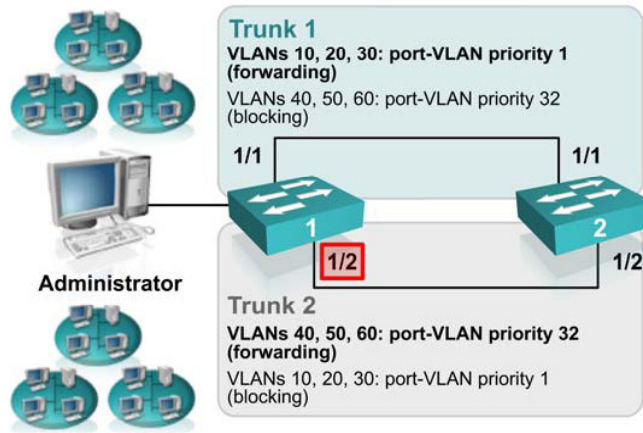 Trunk 1
VLANs 10, 20, 30: port-VLAN priority 1
(forwarding)
VLANs 40, 50, 60: port-VLAN priority 32
(blocking)
1/1
1/1
1
2
1/2
1/2
Administrator
Trunk 2
VLANs 40, 50, 60: port-VLAN priority 32
(forwarding)
VLANs 10, 20, 30: port-VLAN priority 1
(blocking)